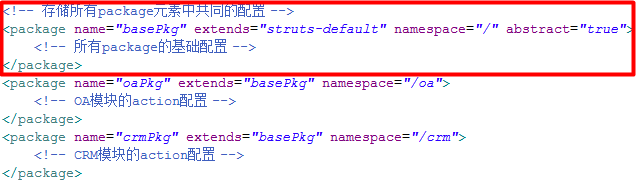 <!-- 存储所有package元素中共同的配置 -->
<package name="basePkg" extends="struts-default" namespace="/" abstract="true">
<!-- 所有package的基础配置 -->
</package>
<package name="oaPkg" extends="basePkg" namespace="/oa">
<!-- OA模块的action配置 -->
</package>
<package name="crmPkg" extends="basePkg" namespace="/crm">
<!-- CRM模块的action配置 -->
</package>